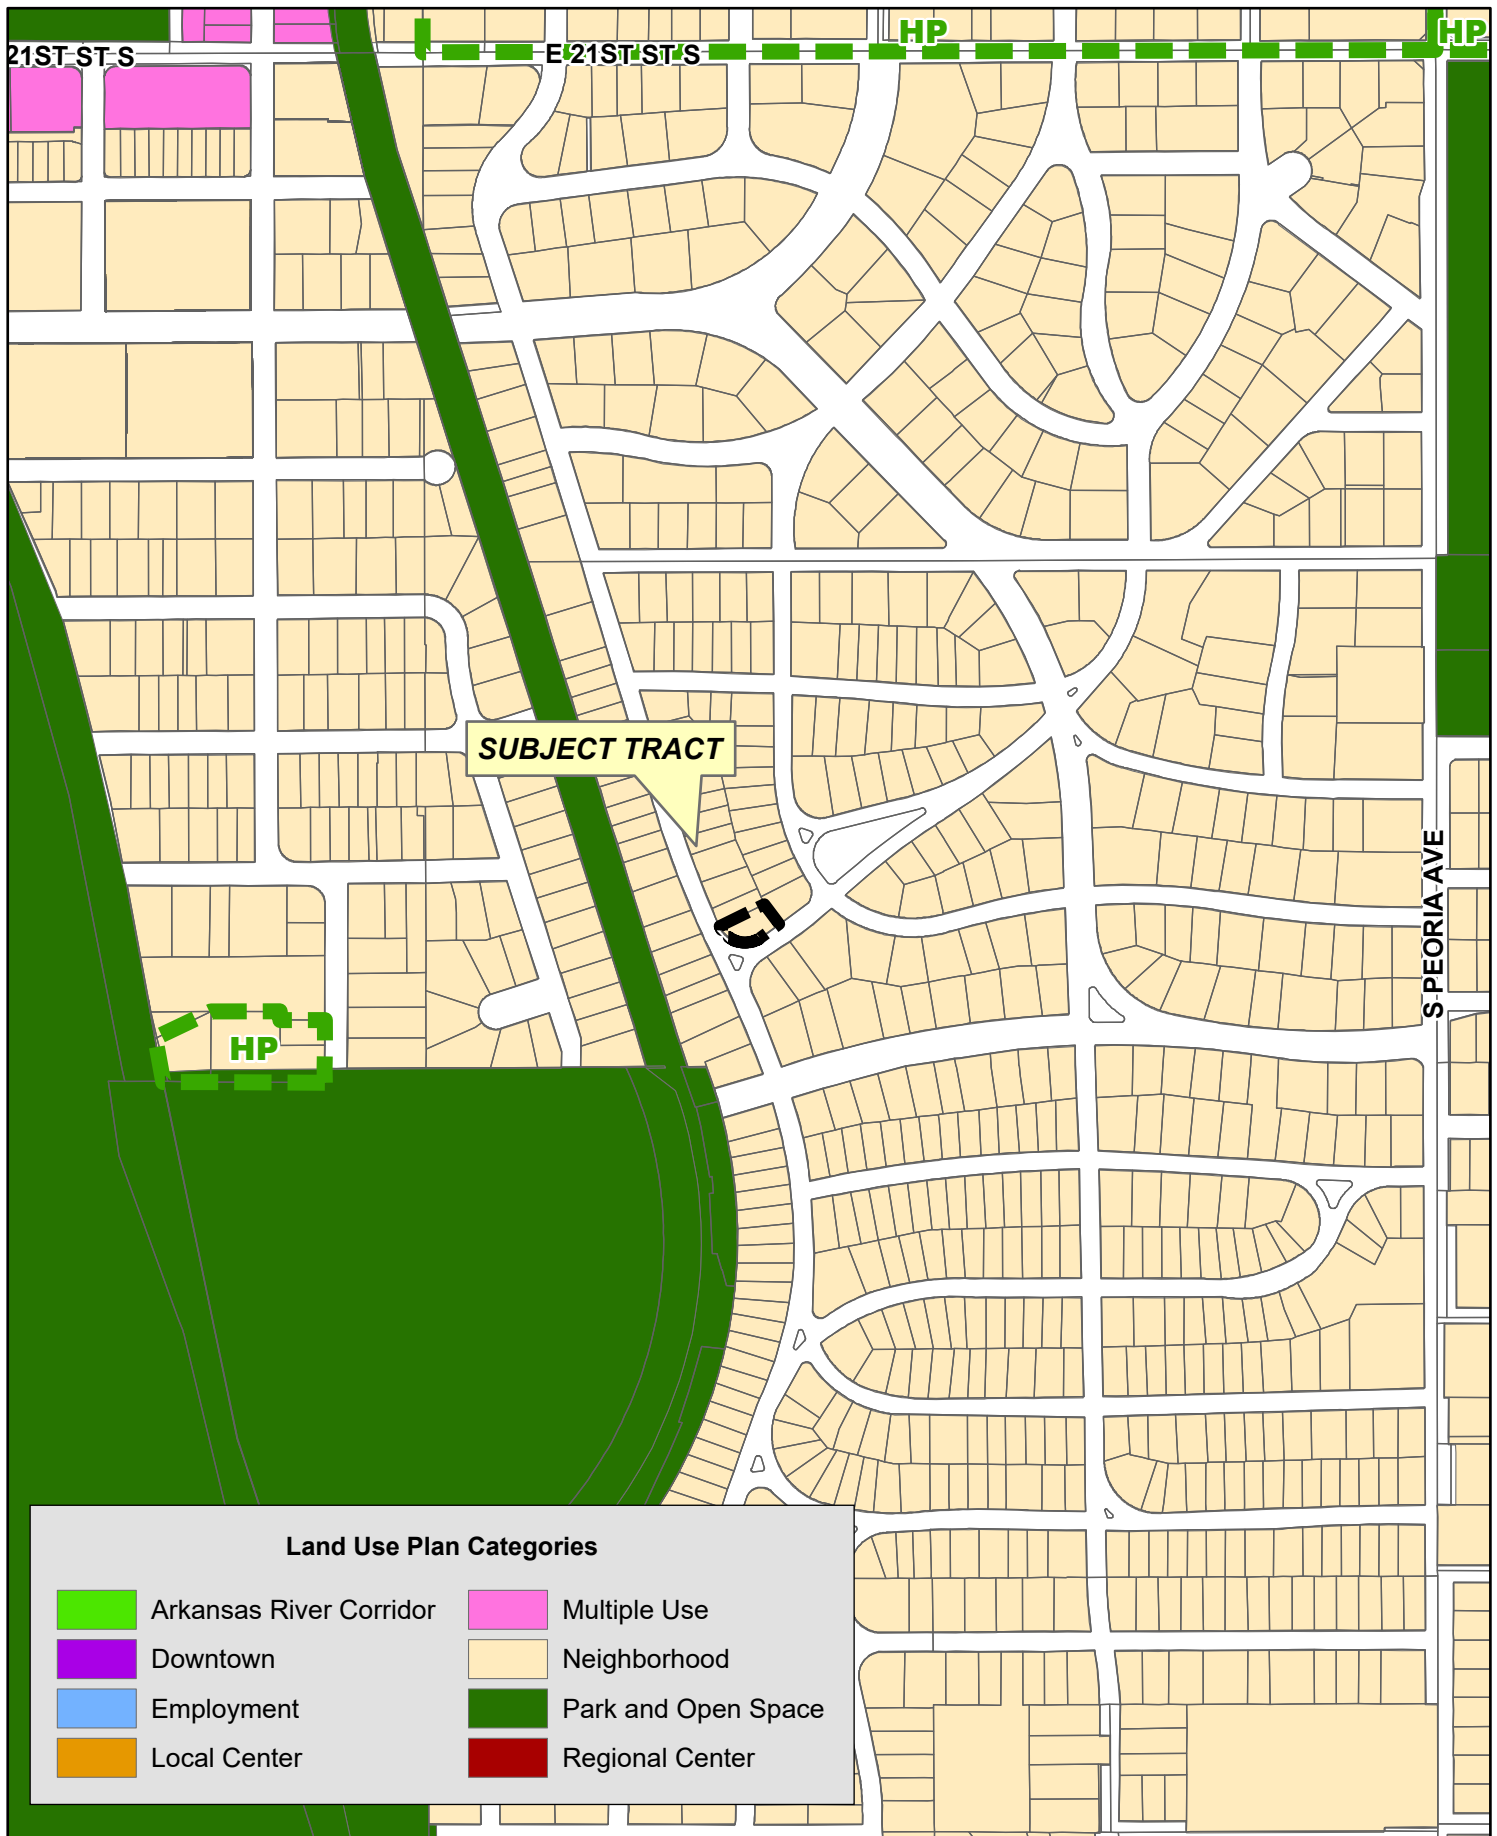 HP
HP
21ST ST S
E 21ST ST S
SUBJECT TRACT
S PEORIA AVE
HP
Land Use Plan Categories
Arkansas River Corridor
Multiple Use
Downtown
Neighborhood
Employment
Park and Open Space
Local Center
Regional Center